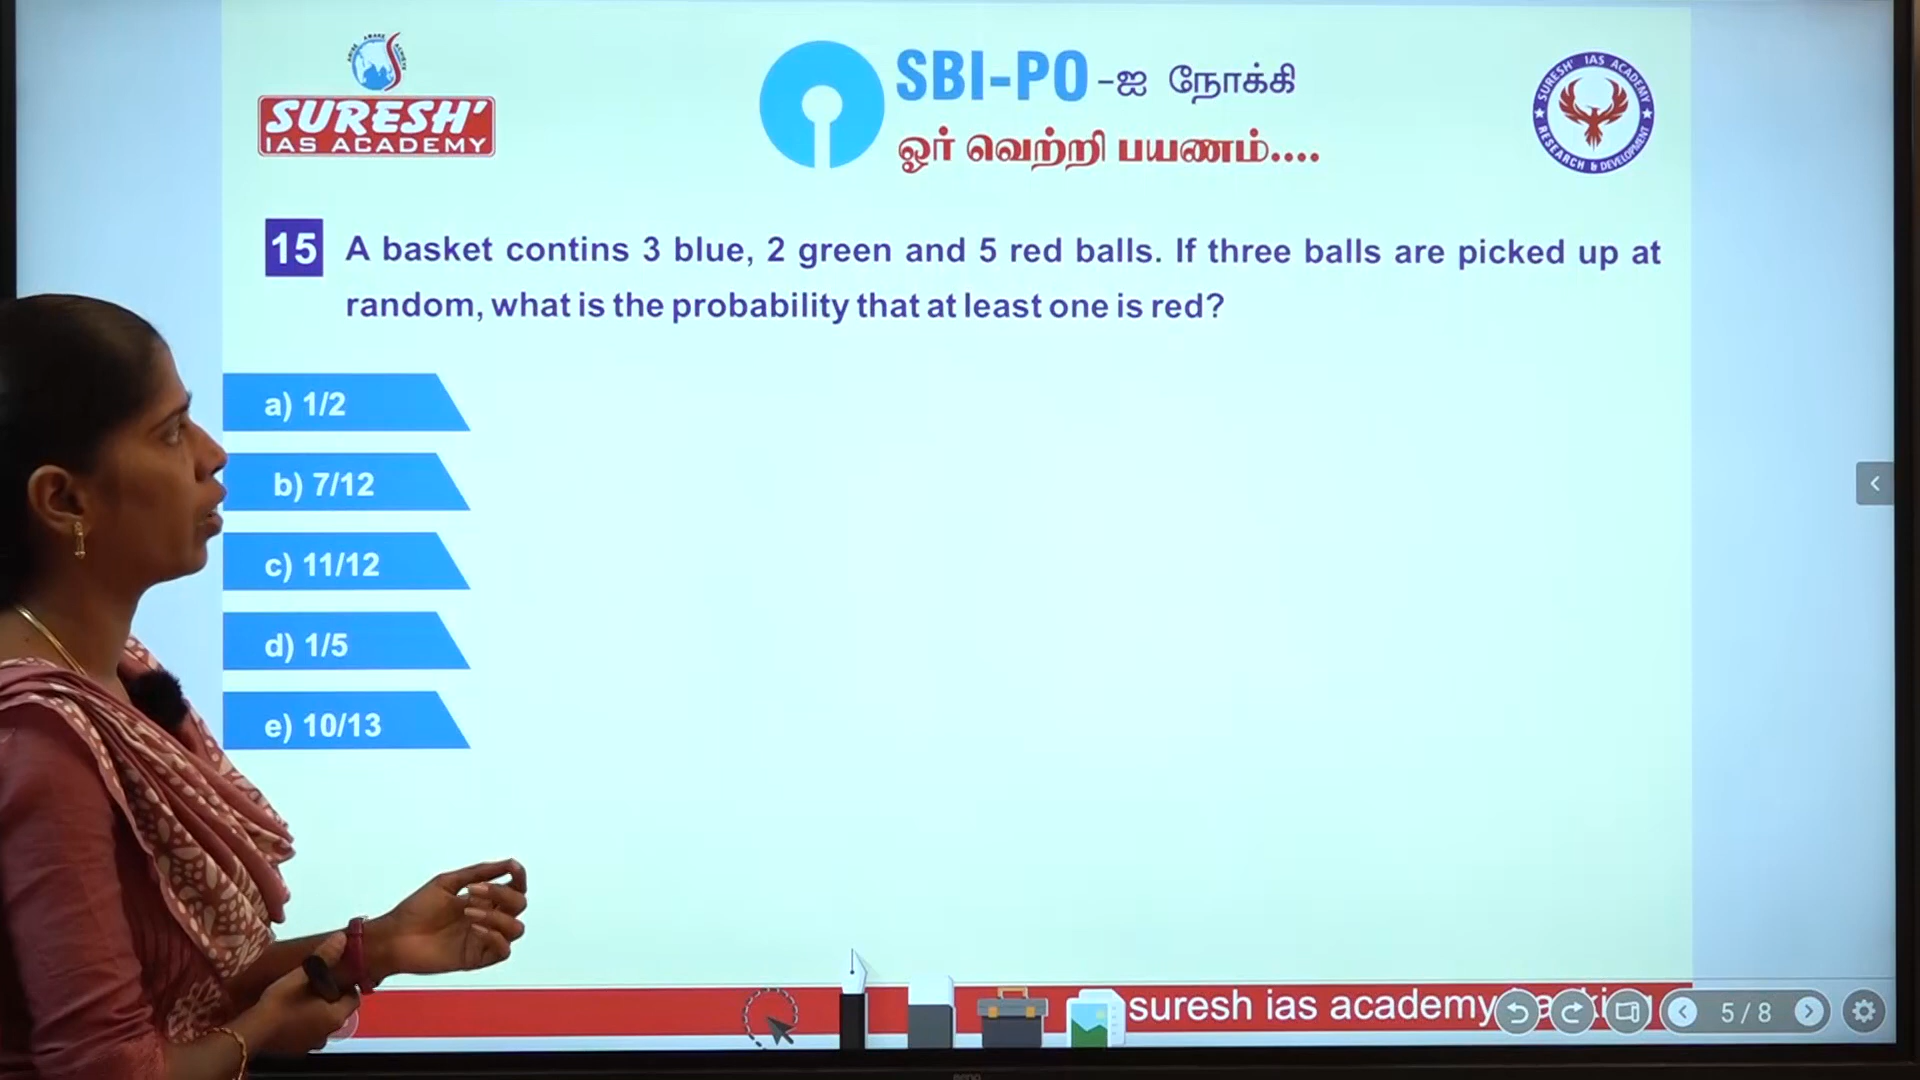 SURESH'
IAS ACADEMY
SBI-PO -ஐ நோக்கி
ஓர் வெற்றி பயணம்....
SURESH' IAS ACADEMY
RESEARCH & DEVELOPMENT
15 A basket contins 3 blue, 2 green and 5 red balls. If three balls are picked up at
random, what is the probability that at least one is red?
a) 1/2
b) 7/12
c) 11/12
d) 1/5
e) 10/13
suresh ias academy
5 / 8